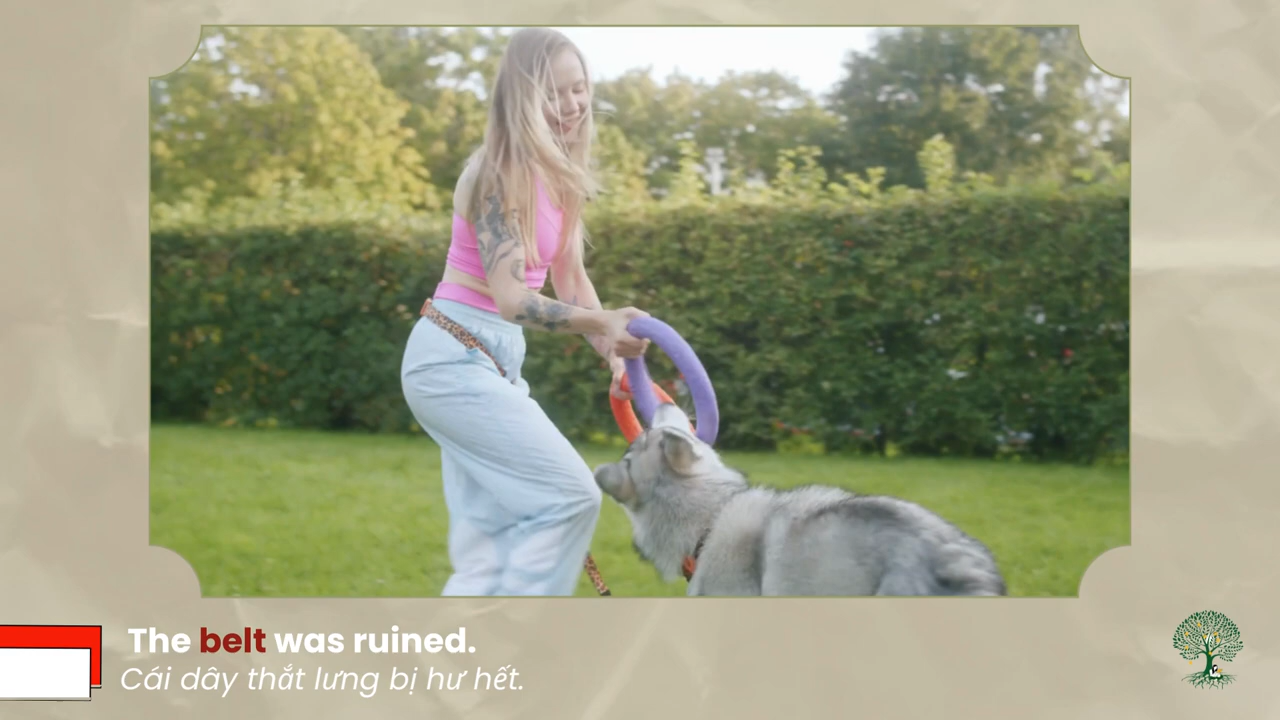 The belt was ruined.
Cái dây thắt lưng bị hư hết.